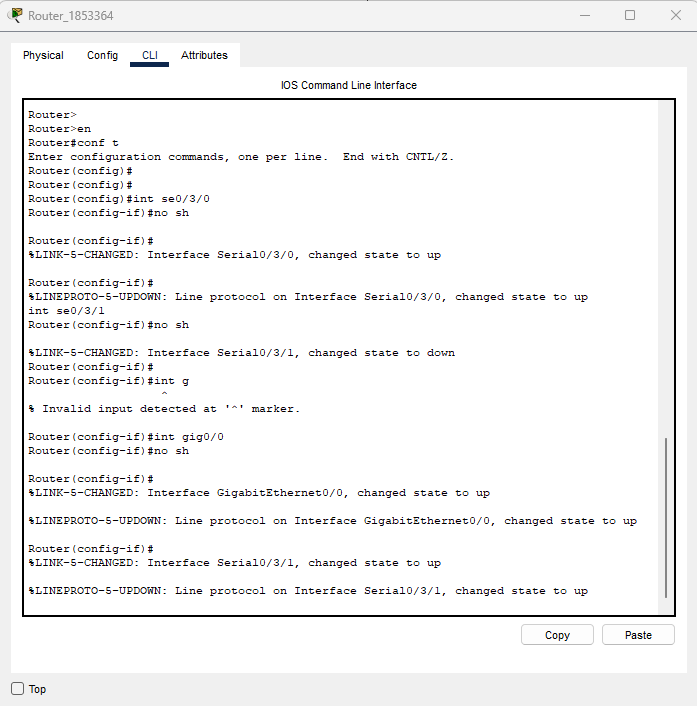 Router_1853364
Physical Config CLI Attributes
IOS Command Line Interface
Router>
Router>en
Router#conf t
Enter configuration commands, one per line.  End with CNTL/Z.
Router(config)#
Router(config)#
Router(config)#int se0/3/0
Router(config-if)#no sh
Router(config-if)#
%LINK-5-CHANGED: Interface Serial0/3/0, changed state to up
Router(config-if)#
%LINEPROTO-5-UPDOWN: Line protocol on Interface Serial0/3/0, changed state to up
int se0/3/1
Router(config-if)#no sh
%LINK-5-CHANGED: Interface Serial0/3/1, changed state to down
Router(config-if)#
Router(config-if)#int g
^
% Invalid input detected at '^' marker.
Router(config-if)#int gig0/0
Router(config-if)#no sh
Router(config-if)#
%LINK-5-CHANGED: Interface GigabitEthernet0/0, changed state to up
%LINEPROTO-5-UPDOWN: Line protocol on Interface GigabitEthernet0/0, changed state to up
Router(config-if)#
%LINK-5-CHANGED: Interface Serial0/3/1, changed state to up
%LINEPROTO-5-UPDOWN: Line protocol on Interface Serial0/3/1, changed state to up
Copy Paste
Top